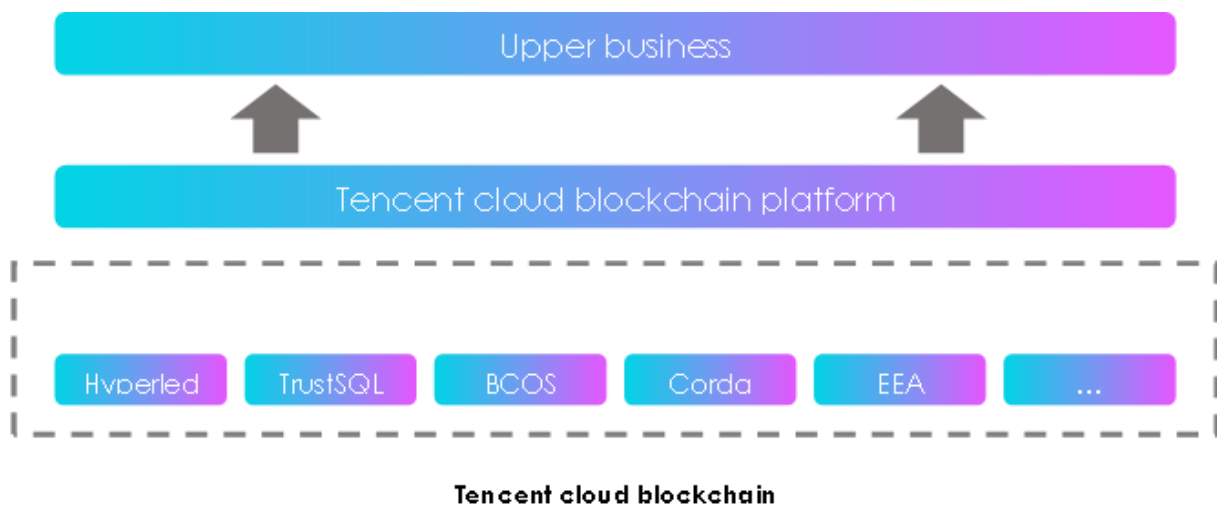 Upper business
Tencent cloud blockchain platform
Hyperled
TrustSQL
BCOS
Corda
EEA
...
Tencent cloud blockchain